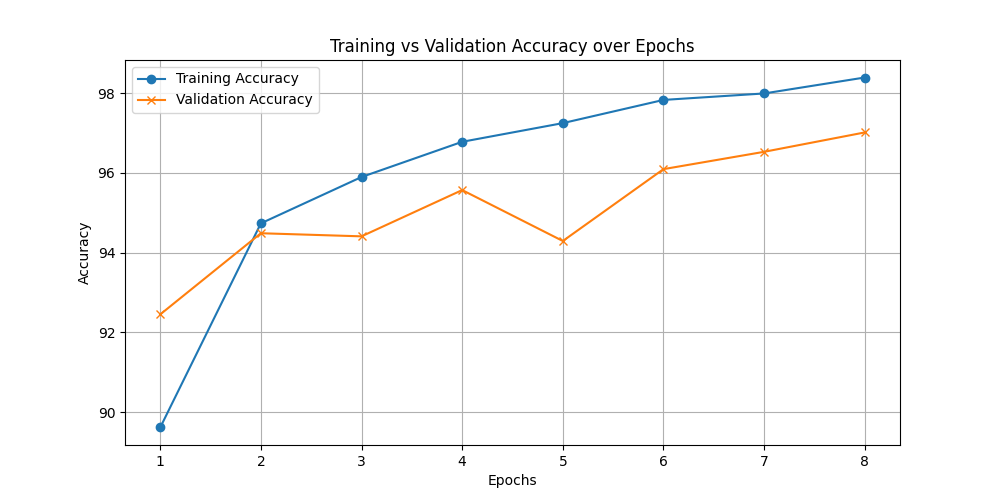 Training vs Validation Accuracy over Epochs
Training Accuracy
Validation Accuracy
98
96
94
92
90
Accuracy
1 2 3 4 5 6 7 8
Epochs